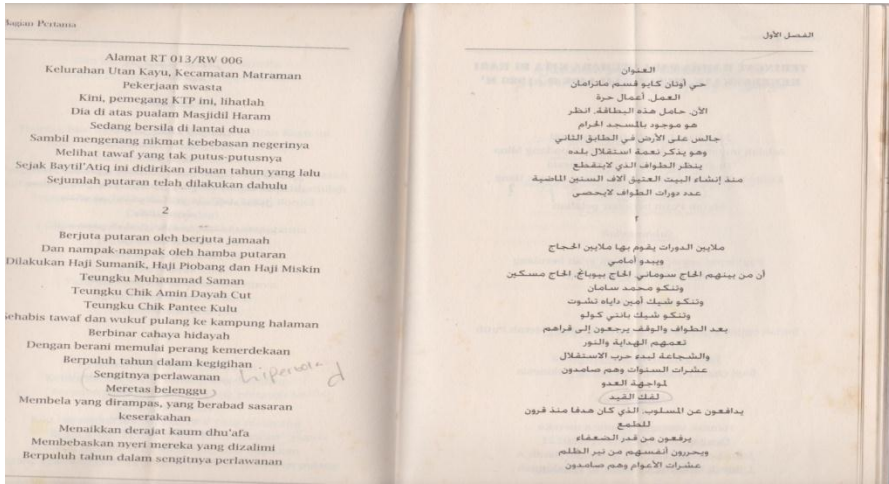 Bagian Pertama
Alamat RT 013/RW 006
Kelurahan Utan Kayu, Kecamatan Matraman
Pekerjaan swasta
Kini, pemegang KTP ini, lihatlah
Dia di atas pualam Masjidil Haram
Sedang bersila di lantai dua
Sambil mengenang nikmat kebebasan negerinya
Melihat tawaf yang tak putus-putusnya
Sejak Baytil'Atiq ini didirikan ribuan tahun yang lalu
Sejumlah putaran telah dilakukan dahulu
2
Berjuta putaran oleh berjuta jamaah
Dan nampak-nampak oleh hamba putaran
Dilakukan Haji Sumanik, Haji Piobang dan Haji Miskin
Teungku Muhammad Saman
Teungku Chik Amin Dayah Cut
Teungku Chik Pantee Kulu
Sehabis tawaf dan wukuf pulang ke kampung halaman
Berbinar cahaya hidayah
Dengan berani memulai perang kemerdekaan
Berpuluh tahun dalam kegigihan
Sengitnya perlawanan
Meretas belenggu
Membela yang dirampas, yang berabad sasaran
keserakahan
Menaikkan derajat kaum dhu'afa
Membebaskan nyeri mereka yang dizalimi
Berpuluh tahun dalam sengitnya perlawanan
الفصل الأول
العنوان
حي أوتان كايو قسم ماترامان
العمل. أعمال حرة
الآن. حامل هذه البطاقة. انظر
هو موجود بالمسجد الحرام
جالس على الأرض في الطابق الثاني
وهو يذكر نعمة استقلال بلده
ينظر الطواف الذي لاينقطع
منذ إنشاء البيت العتيق آلاف السنين الماضية
عدد دورات الطواف لايحصى
٢
ملايين الدورات يقوم بها ملايين الحجاج
ويبدو أمامي
أن من بينهم الحاج سوماني. الحاج بيوبانج. الحاج مسكين
وتنكو محمد سامان
وتنكو شيك أمين داياه تشوت
وتنكو شيك بانتي كولو
بعد الطواف والوقف يرجعون إلى قراهم
تعمهم الهداية والنور
والشجاعة لبدء حرب الاستقلال
عشرات السنوات وهم صامدون
لمواجهة العدو
لفك القيد
يدافعون عن المسلوب. الذي كان هدفا منذ قرون
للطمع
يرفعون من قدر الضعفاء
ويحررون أنفسهم من نير الظلم
عشرات الأعوام وهم صامدون